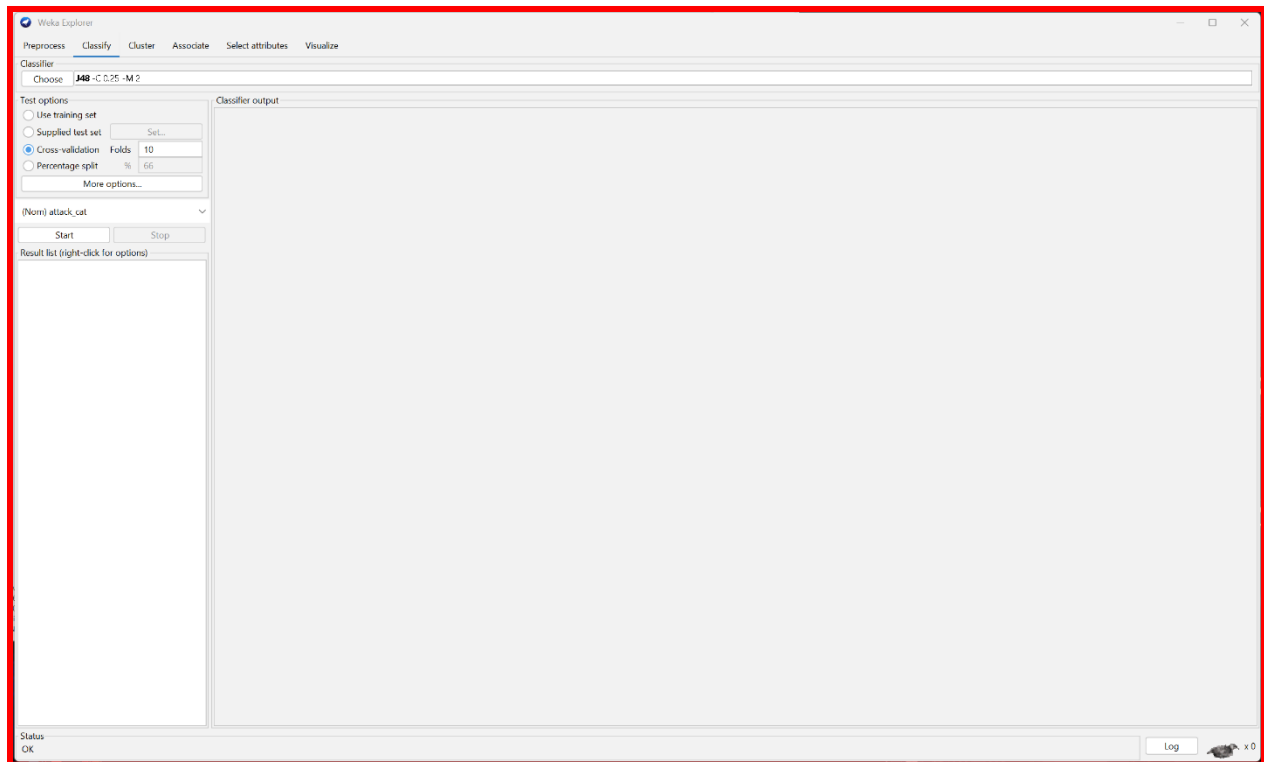 Weka Explorer
Preprocess Classify Cluster Associate Select attributes Visualize
Classifier
Choose J48 -C 0.25 -M 2
Test options
Use training set
Supplied test set Set...
Cross-validation Folds 10
Percentage split % 66
More options...
(Nom) attack_cat
Start Stop
Result list (right-click for options)
Classifier output
Status
OK
Log x 0